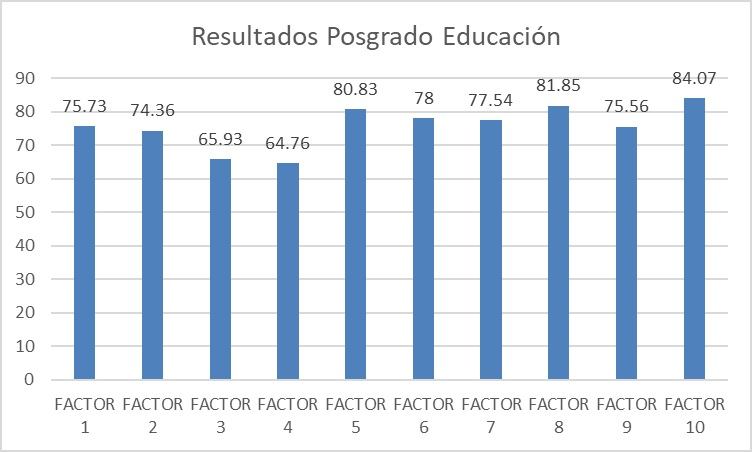 Resultados Posgrado Educación
90
80
70
60
50
40
30
20
10
0
75.73
74.36
65.93
64.76
80.83
78
77.54
81.85
75.56
84.07
FACTOR 1
FACTOR 2
FACTOR 3
FACTOR 4
FACTOR 5
FACTOR 6
FACTOR 7
FACTOR 8
FACTOR 9
FACTOR 10